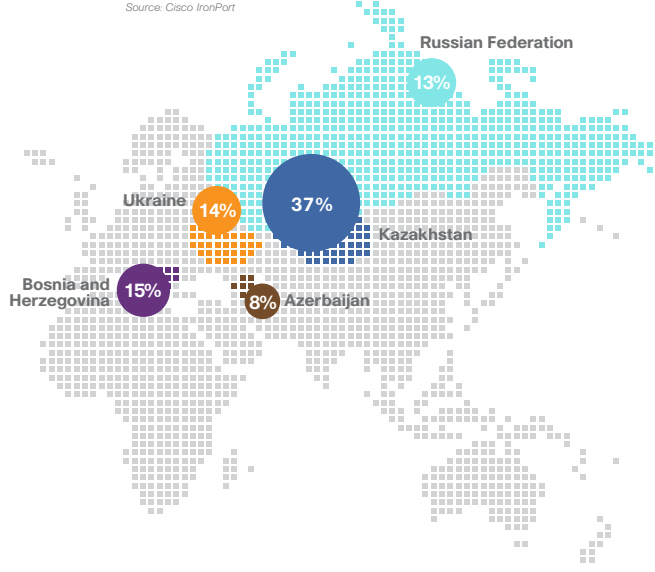 Source: Cisco IronPort
Russian Federation
13%
Ukraine
14%
37%
Kazakhstan
Bosnia and
Herzegovina
15%
8%
Azerbaijan